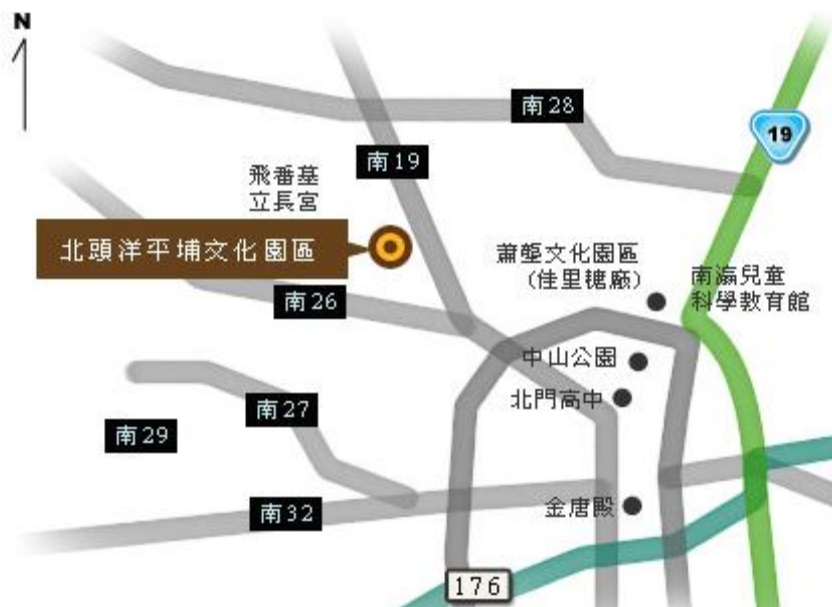 N
南28
19
南19
飛番墓
立長宮
北頭洋平埔文化園區
蕭壟文化園區
(佳里糖廠)
南瀛兒童
科學教育館
南26
中山公園
北門高中
南27
南29
南32
金唐殿
176